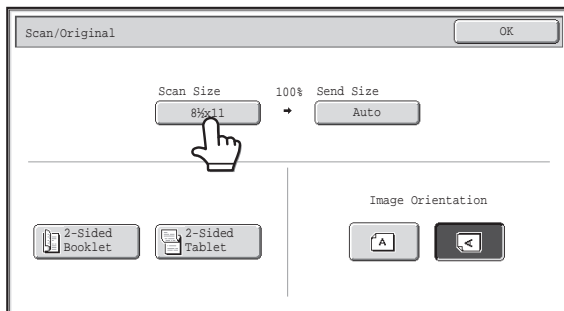 Scan/Original
OK
Scan Size
100%
Send Size
8½x11
Auto
Image Orientation
2-Sided
Booklet
2-Sided
Tablet
A
A